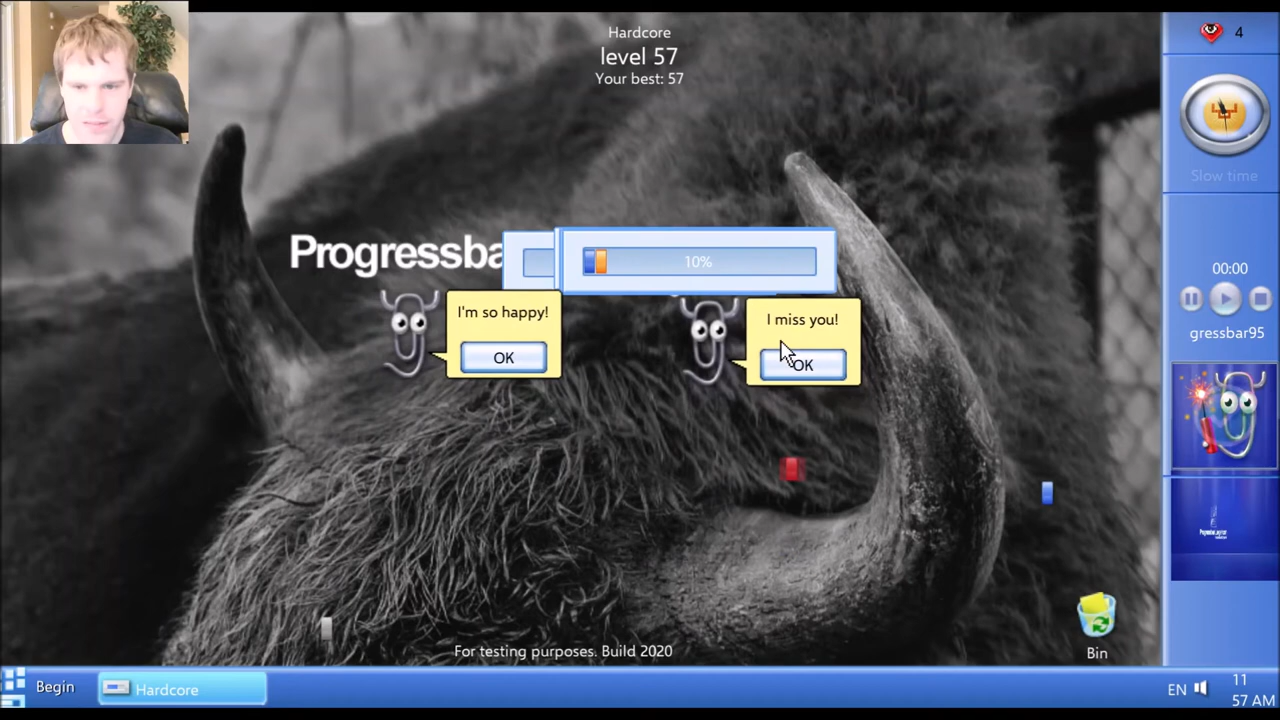 Hardcore
level 57
Your best: 57
4
Slow time
Progressba
10%
I'm so happy!
OK
I miss you!
OK
00:00
gressbar95
For testing purposes. Build 2020
Bin
Begin
Hardcore
EN
11
57 AM